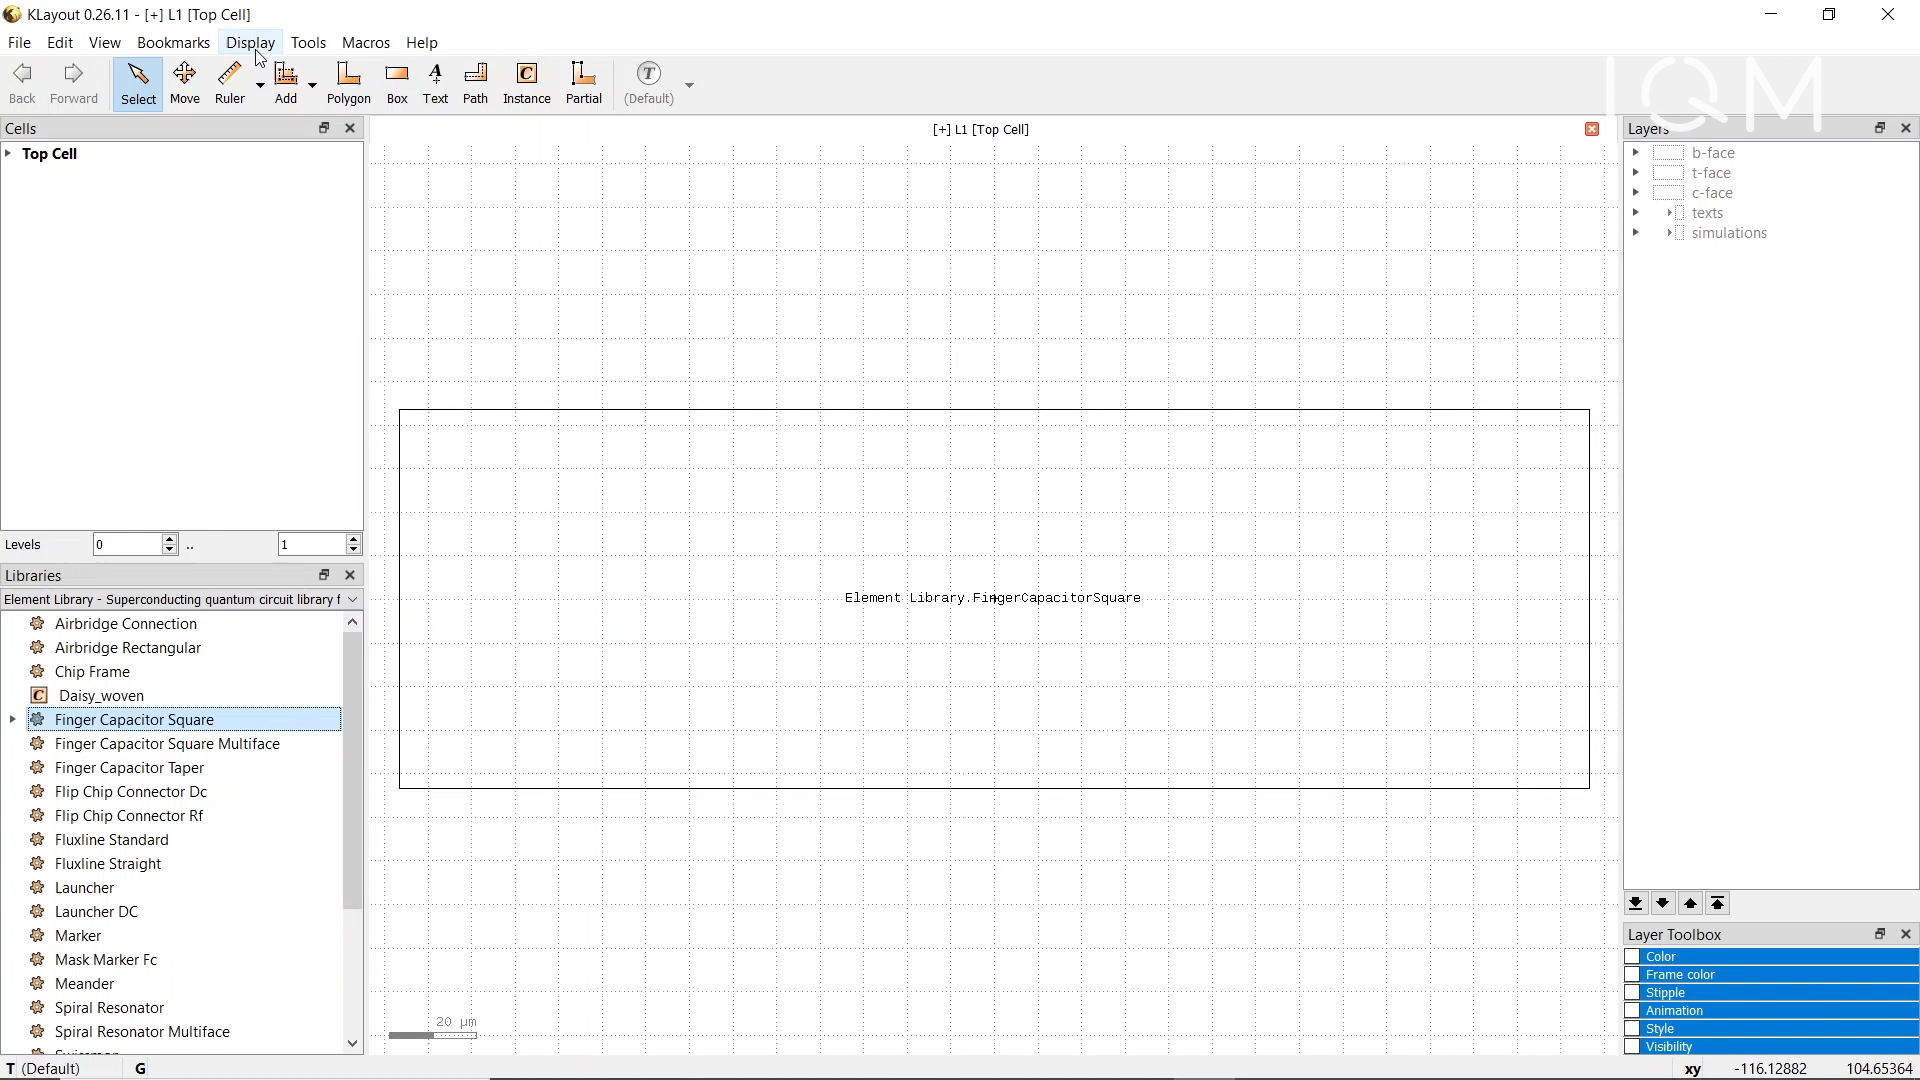 KLayout 0.26.11 - [+] L1 [Top Cell]
File Edit View Bookmarks Display Tools Macros Help
Back Forward Select Move Ruler Add Polygon Box Text Path Instance Partial (Default)
IQM
Cells
[+] L1 [Top Cell]
Layers
Top Cell
b-face
t-face
c-face
texts
simulations
Levels 0 .. 1
Libraries
Element Library - Superconducting quantum circuit library f
Airbridge Connection
Airbridge Rectangular
Chip Frame
Daisy_woven
Finger Capacitor Square
Finger Capacitor Square Multiface
Finger Capacitor Taper
Flip Chip Connector Dc
Flip Chip Connector Rf
Fluxline Standard
Fluxline Straight
Launcher
Launcher DC
Marker
Mask Marker Fc
Meander
Spiral Resonator
Spiral Resonator Multiface
Element Library.FingerCapacitorSquare
20 µm
Layer Toolbox
Color
Frame color
Stipple
Animation
Style
Visibility
T (Default) G xy -116.12882 104.65364